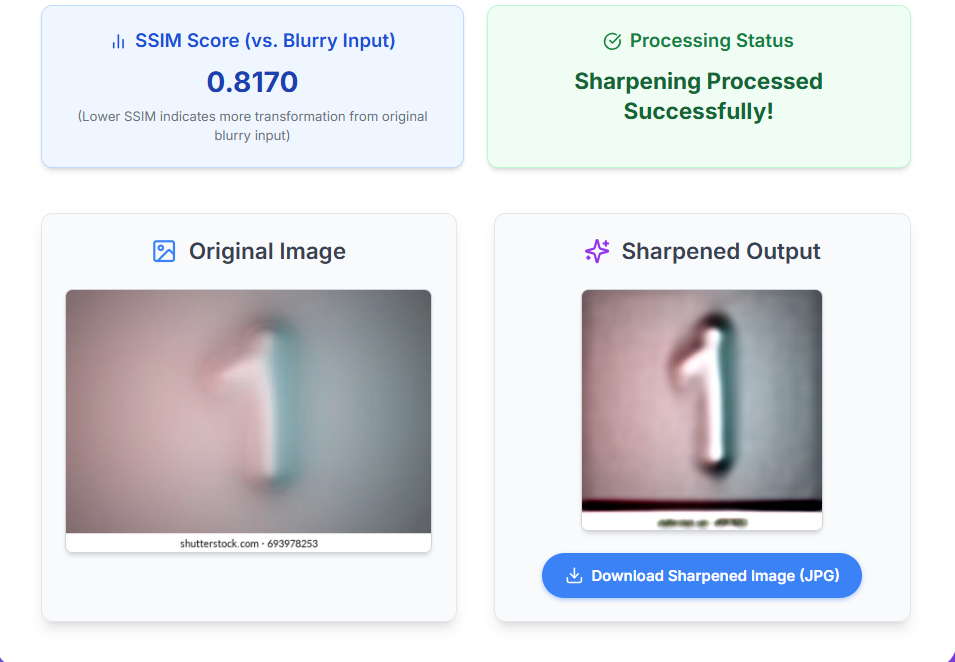 SSIM Score (vs. Blurry Input)
0.8170
(Lower SSIM indicates more transformation from original
blurry input)
Processing Status
Sharpening Processed
Successfully!
Original Image
1
shutterstock.com · 693978253
Sharpened Output
1
Download Sharpened Image (JPG)